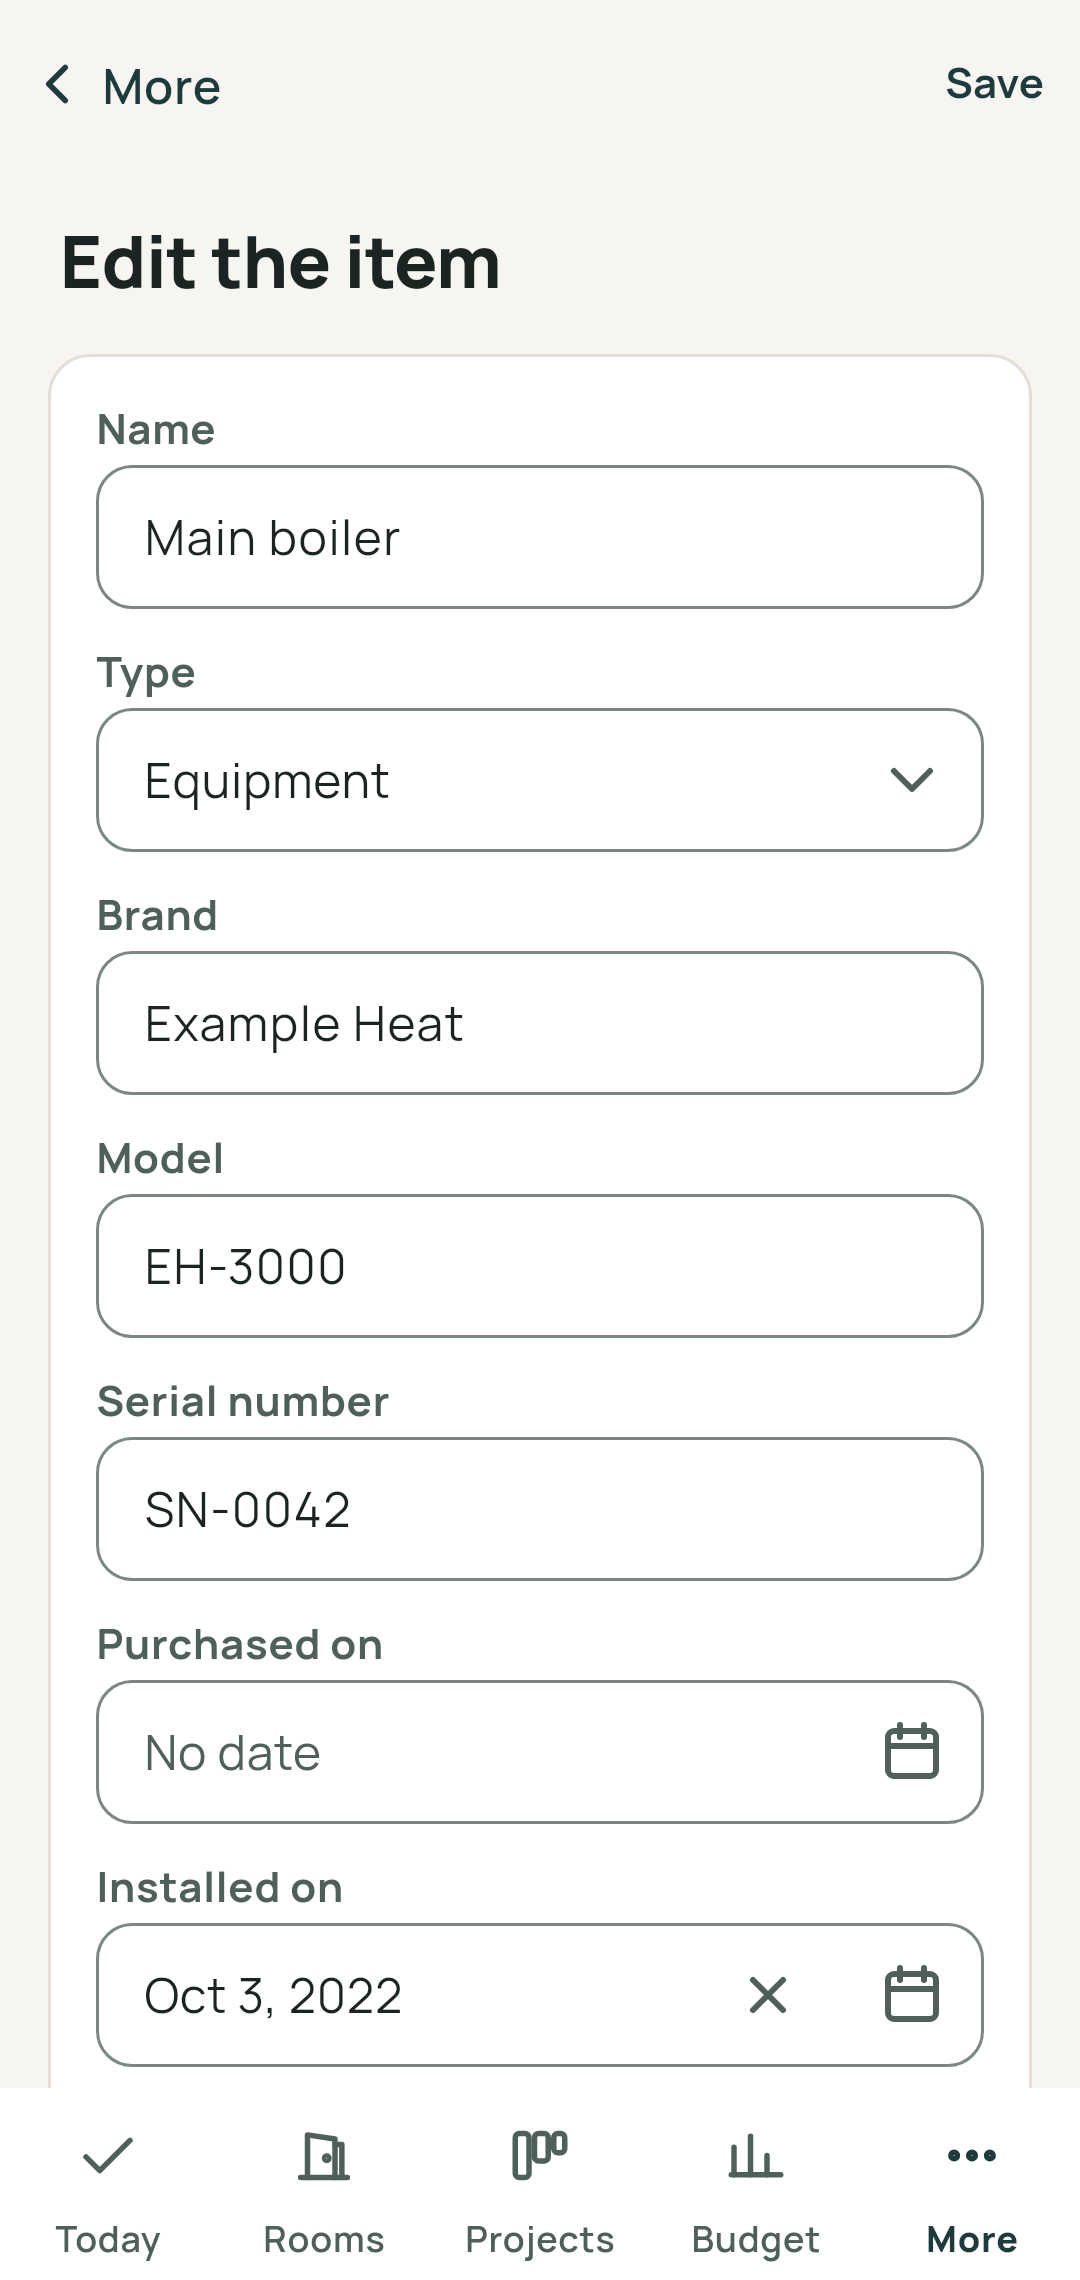 More
Save
Edit the item
Name
Main boiler
Type
Equipment
Brand
Example Heat
Model
EH-3000
Serial number
SN-0042
Purchased on
No date
Installed on
Oct 3, 2022
Today
Rooms
Projects
Budget
More